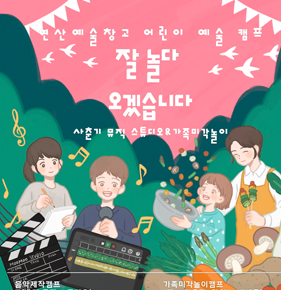 연산예술창고 어린이 예술 캠프
잘 놀다
오겠습니다
사춘기 뮤직 스튜디오&가족미각놀이
음악제작캠프
가족미각놀이캠프